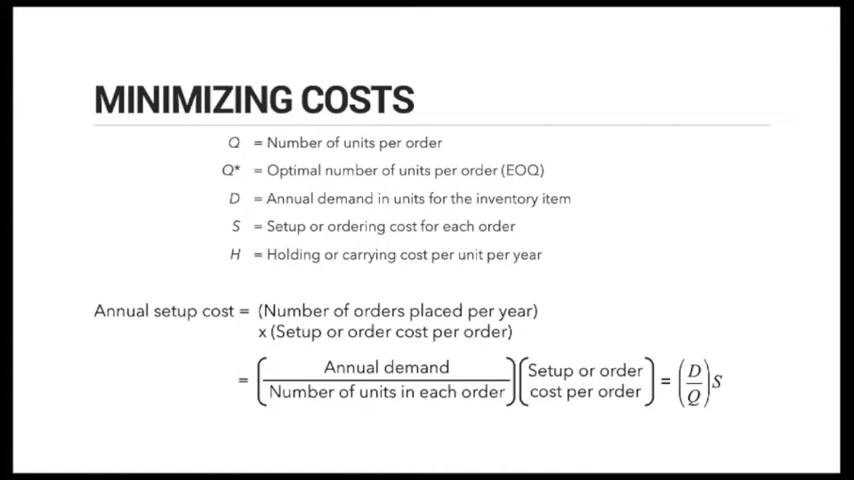 MINIMIZING COSTS
Q = Number of units per order
Q* = Optimal number of units per order (EOQ)
D = Annual demand in units for the inventory item
S = Setup or ordering cost for each order
H = Holding or carrying cost per unit per year
Annual setup cost = (Number of orders placed per year)
x (Setup or order cost per order)
= (Annual demand / Number of units in each order) (Setup or order cost per order) = (D/Q) S